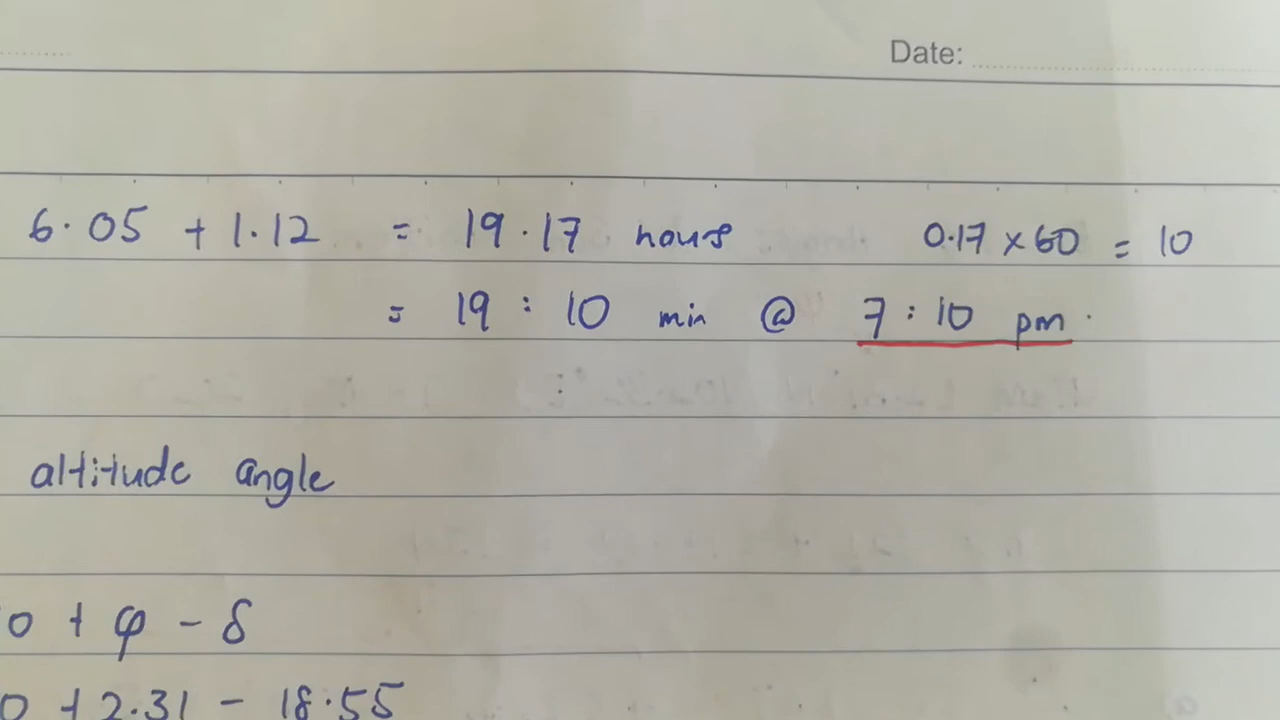 Date:
6.05 + 1.12 = 19.17 hours 0.17 x 60 = 10
= 19 : 10 min @ 7:10 pm.
altitude angle
0 + φ - δ
0 + 2.31 - 18.55